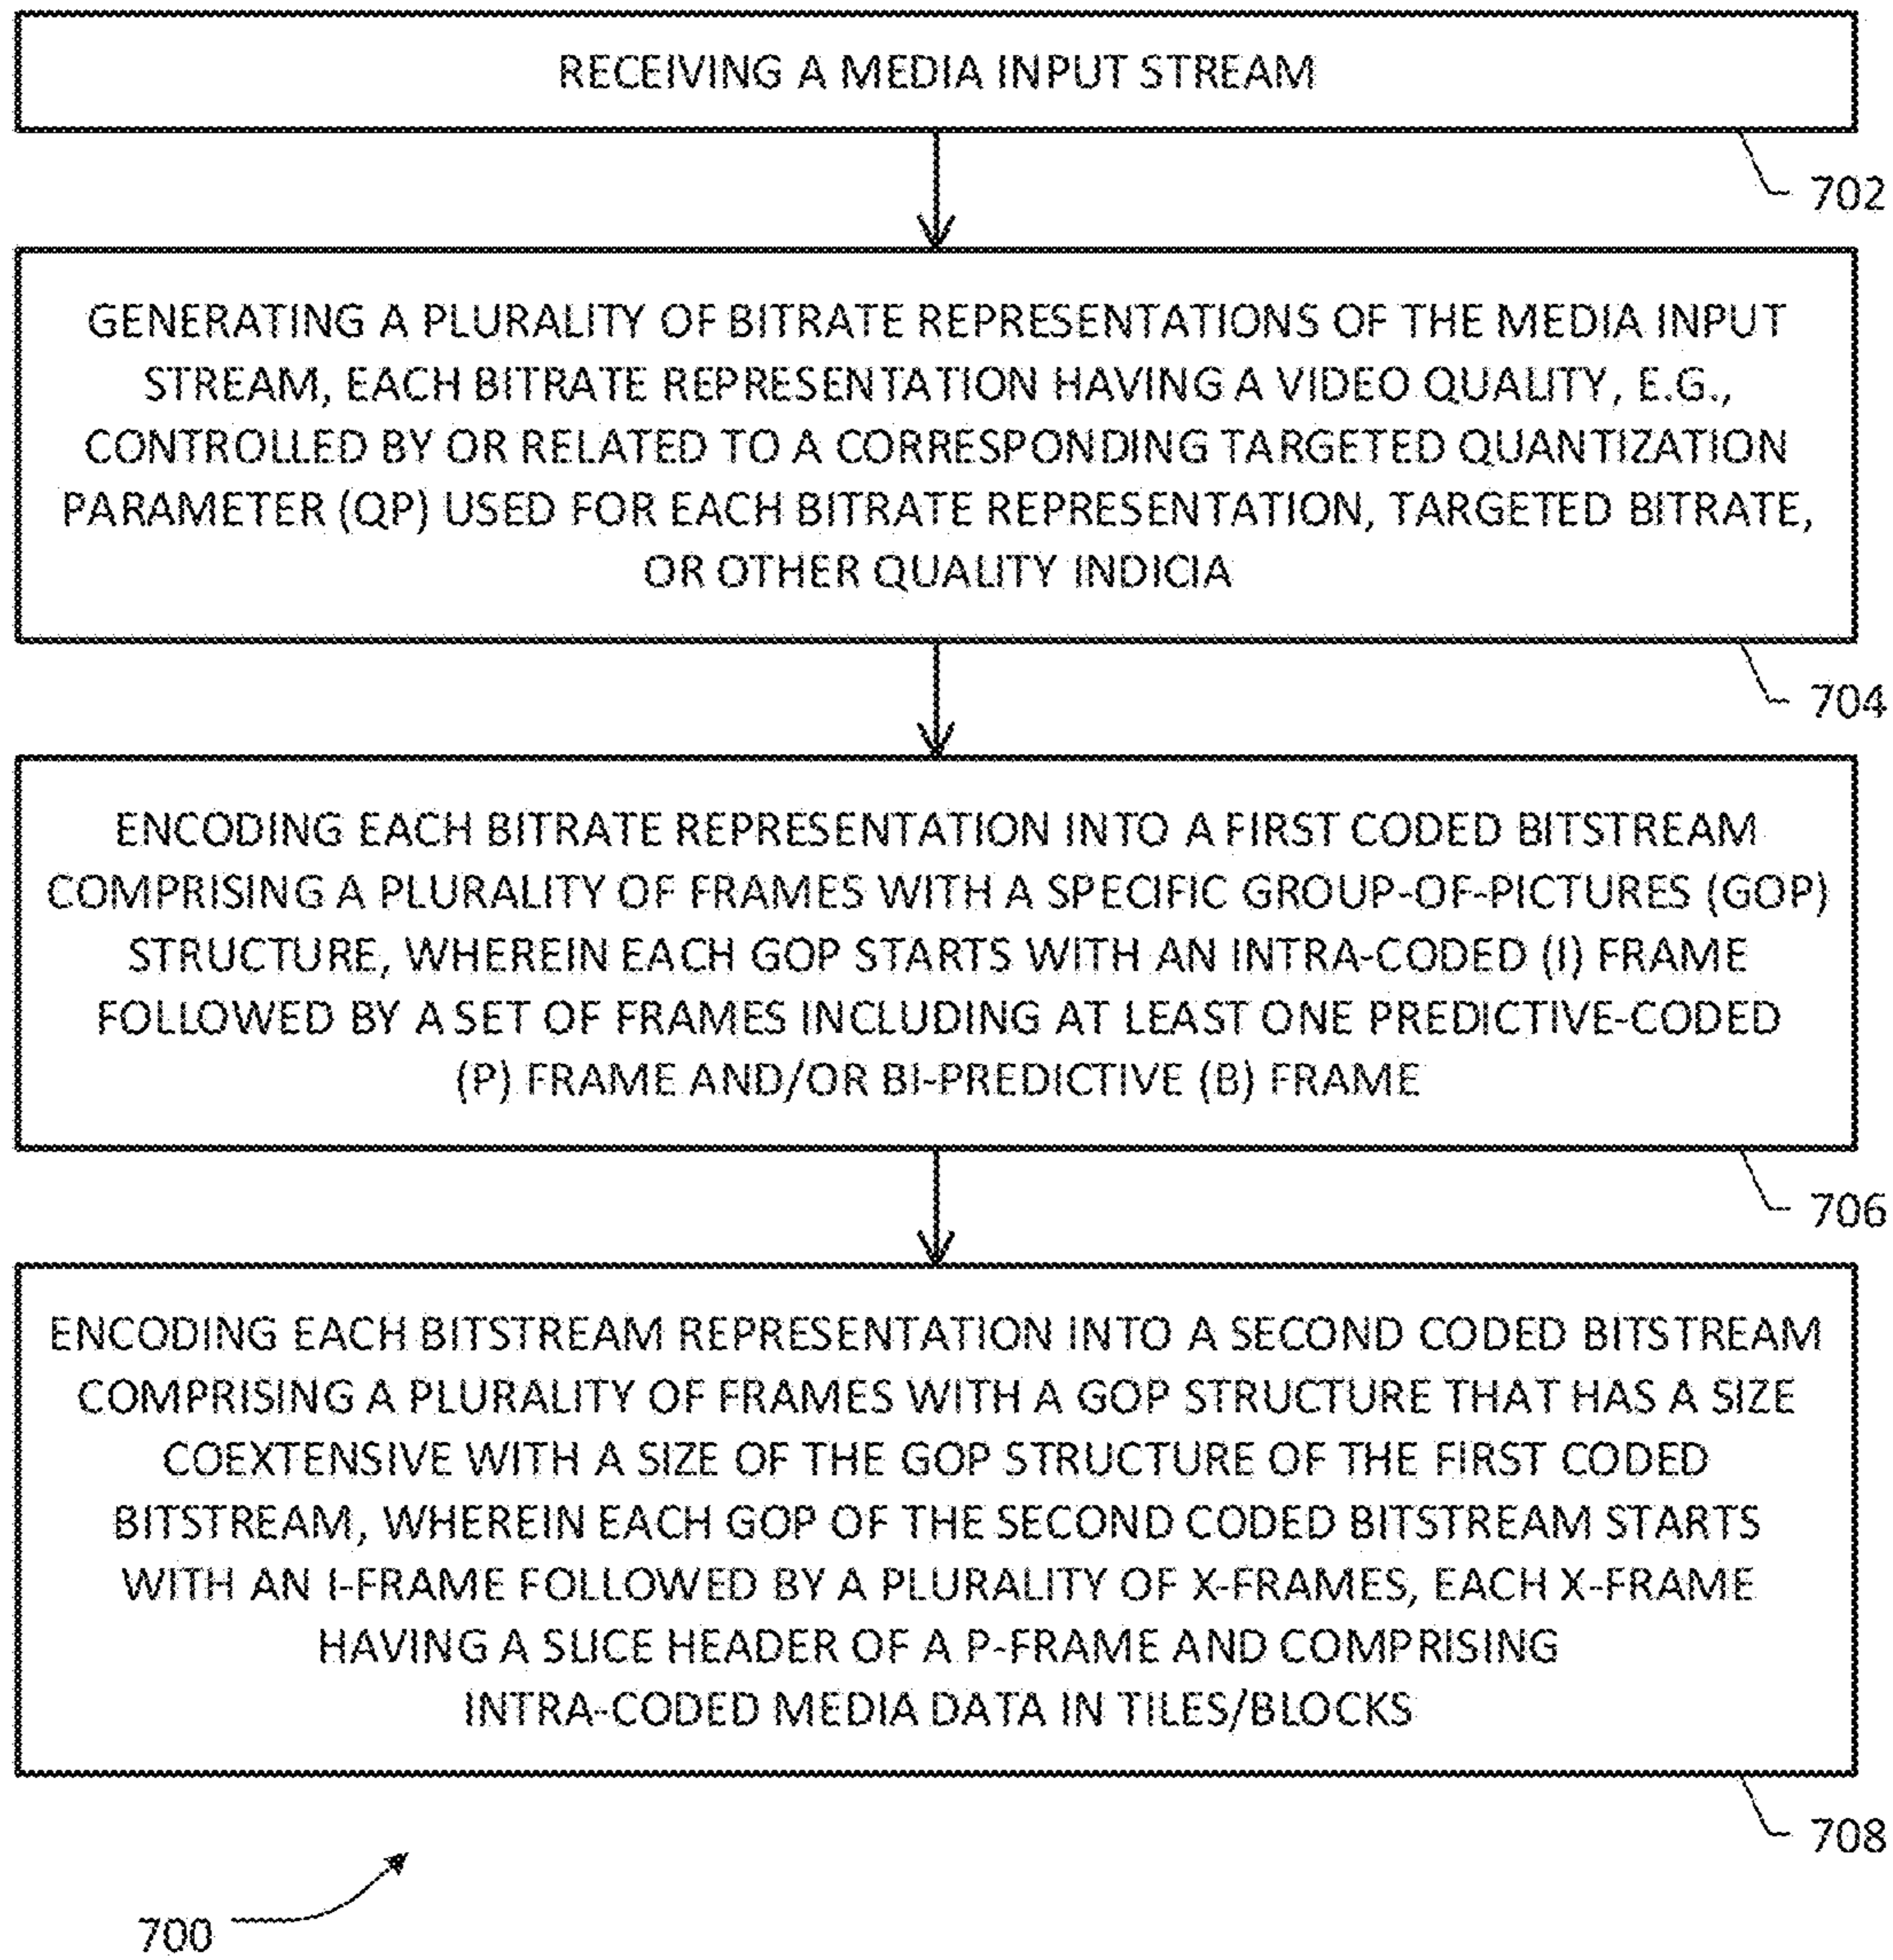 RECEIVING A MEDIA INPUT STREAM
702
GENERATING A PLURALITY OF BITRATE REPRESENTATIONS OF THE MEDIA INPUT
STREAM, EACH BITRATE REPRESENTATION HAVING A VIDEO QUALITY, E.G.,
CONTROLLED BY OR RELATED TO A CORRESPONDING TARGETED QUANTIZATION
PARAMETER (QP) USED FOR EACH BITRATE REPRESENTATION, TARGETED BITRATE,
OR OTHER QUALITY INDICIA
704
ENCODING EACH BITRATE REPRESENTATION INTO A FIRST CODED BITSTREAM
COMPRISING A PLURALITY OF FRAMES WITH A SPECIFIC GROUP-OF-PICTURES (GOP)
STRUCTURE, WHEREIN EACH GOP STARTS WITH AN INTRA-CODED (I) FRAME
FOLLOWED BY A SET OF FRAMES INCLUDING AT LEAST ONE PREDICTIVE-CODED
(P) FRAME AND/OR BI-PREDICTIVE (B) FRAME
706
ENCODING EACH BITSTREAM REPRESENTATION INTO A SECOND CODED BITSTREAM
COMPRISING A PLURALITY OF FRAMES WITH A GOP STRUCTURE THAT HAS A SIZE
COEXTENSIVE WITH A SIZE OF THE GOP STRUCTURE OF THE FIRST CODED
BITSTREAM, WHEREIN EACH GOP OF THE SECOND CODED BITSTREAM STARTS
WITH AN I-FRAME FOLLOWED BY A PLURALITY OF X-FRAMES, EACH X-FRAME
HAVING A SLICE HEADER OF A P-FRAME AND COMPRISING
INTRA-CODED MEDIA DATA IN TILES/BLOCKS
708
700